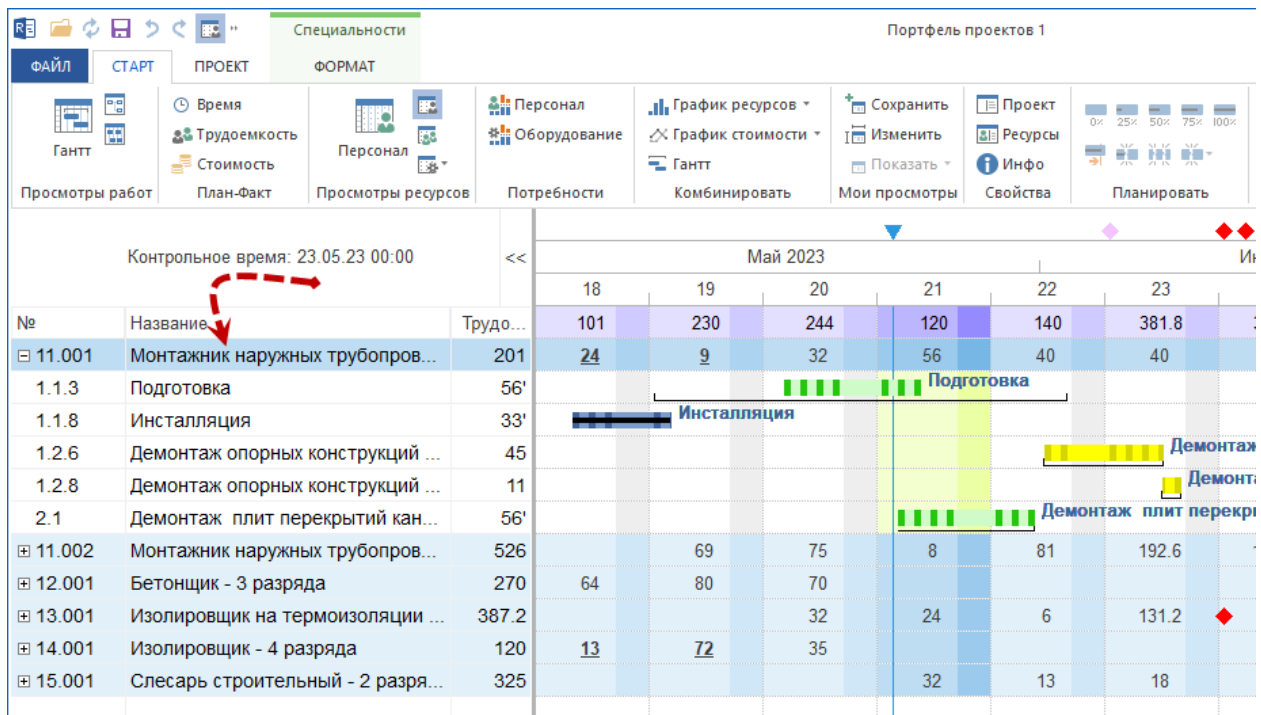 Специальности
Портфель проектов 1
ФАЙЛ СТАРТ ПРОЕКТ ФОРМАТ
Время Персонал График ресурсов Сохранить Проект
0% 25% 50% 75% 100%
Трудоемкость Оборудование График стоимости Изменить Ресурсы
Гантт Персонал
Стоимость Гантт Показать Инфо
Просмотры работ План-Факт Просмотры ресурсов Потребности Комбинировать Мои просмотры Свойства Планировать
Контрольное время: 23.05.23 00:00 << Май 2023
18 19 20 21 22 23
№ Название Трудо... 101 230 244 120 140 381.8
11.001 Монтажник наружных трубопров... 201 24 9 32 56 40 40
1.1.3 Подготовка 56' Подготовка
1.1.8 Инсталляция 33' Инсталляция
1.2.6 Демонтаж опорных конструкций ... 45 Демонтаж
1.2.8 Демонтаж опорных конструкций ... 11 Демонт
2.1 Демонтаж плит перекрытий кан... 56' Демонтаж плит перекр
11.002 Монтажник наружных трубопров... 526 69 75 8 81 192.6
12.001 Бетонщик - 3 разряда 270 64 80 70
13.001 Изолировщик на термоизоляции ... 387.2 32 24 6 131.2
14.001 Изолировщик - 4 разряда 120 13 72 35
15.001 Слесарь строительный - 2 разря... 325 32 13 18